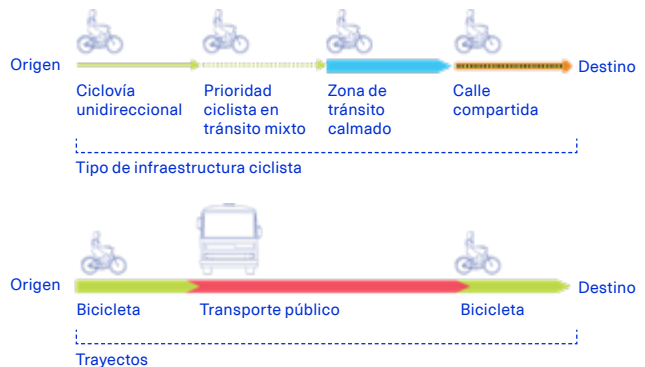 Origen
Destino
Ciclovía
unidireccional
Prioridad
ciclista en
tránsito mixto
Zona de
tránsito
calmado
Calle
compartida
Tipo de infraestructura ciclista
Origen
Destino
Bicicleta
Transporte público
Bicicleta
Trayectos